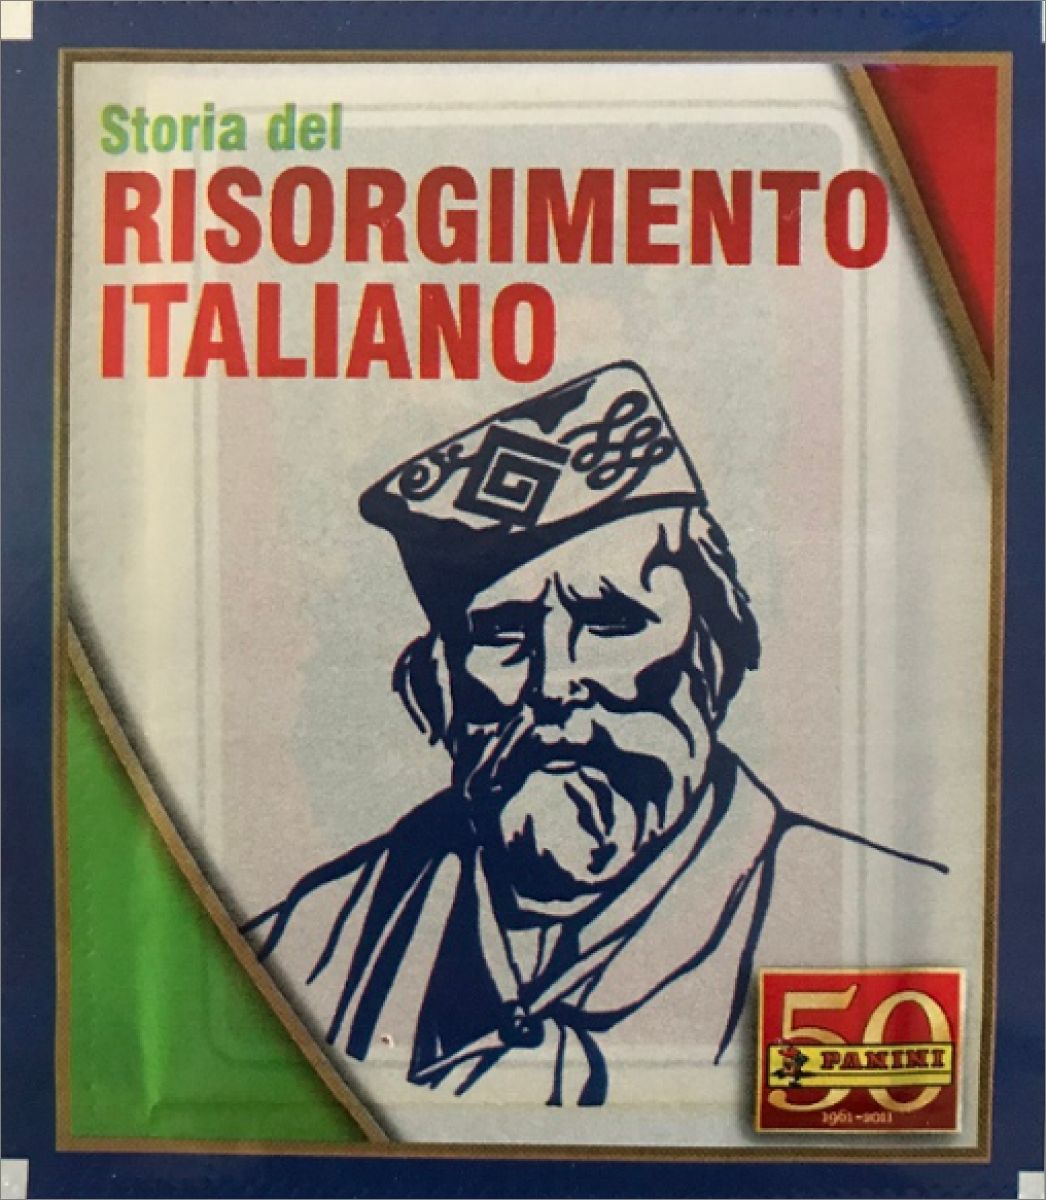 Storia del
RISORGIMENTO
ITALIANO
50
PANINI
1961-2011